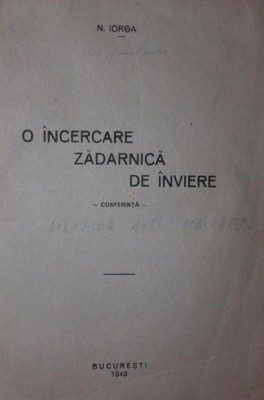 N. IORGA
O ÎNCERCARE
ZĂDARNICĂ
DE ÎNVIERE
— CONFERINȚĂ —
BUCUREȘTI
1940